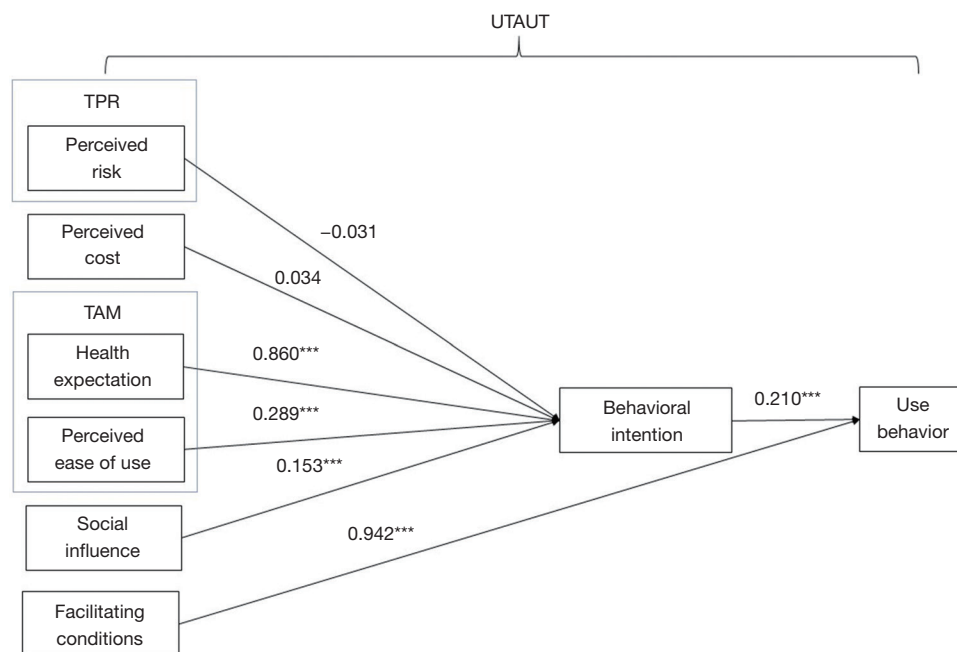 UTAUT
TPR
Perceived
risk
−0.031
Perceived
cost
0.034
TAM
Health
expectation
0.860***
0.289***
Perceived
ease of use
0.153***
Behavioral
intention
0.210***
Use
behavior
Social
influence
0.942***
Facilitating
conditions